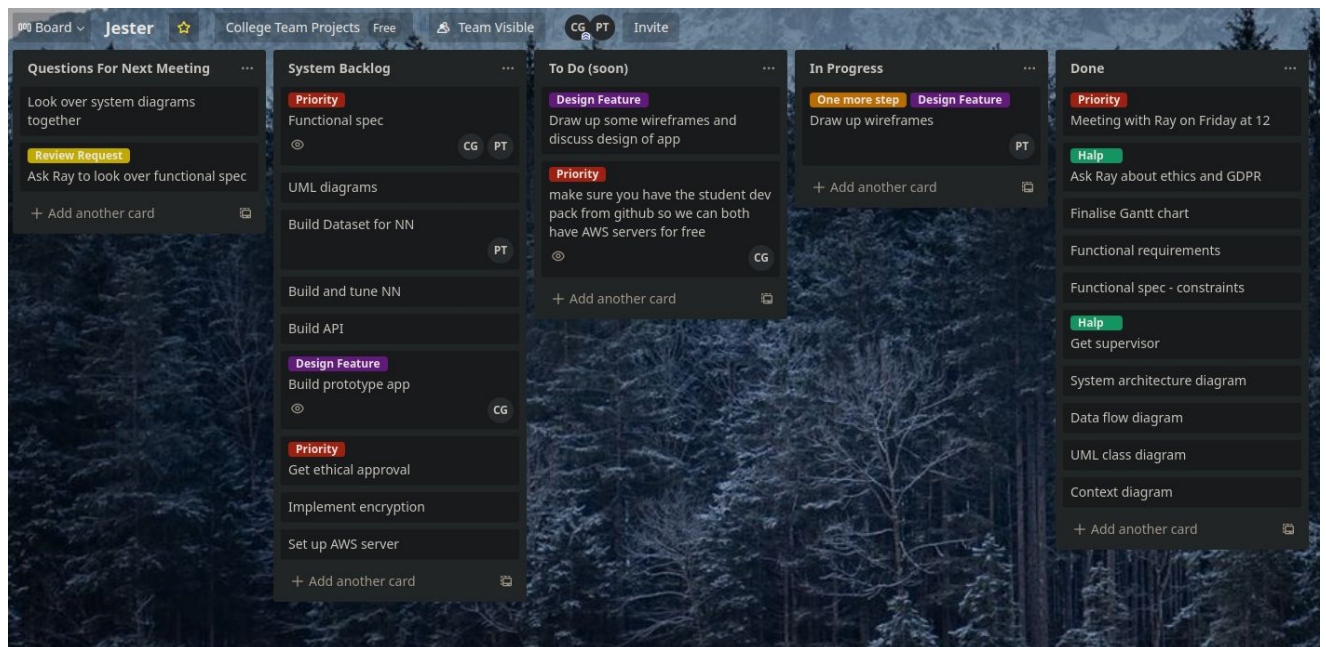 Board
Jester
College Team Projects Free
Team Visible
CG PT
Invite
Questions For Next Meeting
Look over system diagrams
together
Review Request
Ask Ray to look over functional spec
+ Add another card
System Backlog
Priority
Functional spec
CG PT
UML diagrams
Build Dataset for NN
PT
Build and tune NN
Build API
Design Feature
Build prototype app
CG
Priority
Get ethical approval
Implement encryption
Set up AWS server
+ Add another card
To Do (soon)
Design Feature
Draw up some wireframes and
discuss design of app
Priority
make sure you have the student dev
pack from github so we can both
have AWS servers for free
CG
+ Add another card
In Progress
One more step Design Feature
Draw up wireframes
PT
+ Add another card
Done
Priority
Meeting with Ray on Friday at 12
Halp
Ask Ray about ethics and GDPR
Finalise Gantt chart
Functional requirements
Functional spec - constraints
Halp
Get supervisor
System architecture diagram
Data flow diagram
UML class diagram
Context diagram
+ Add another card